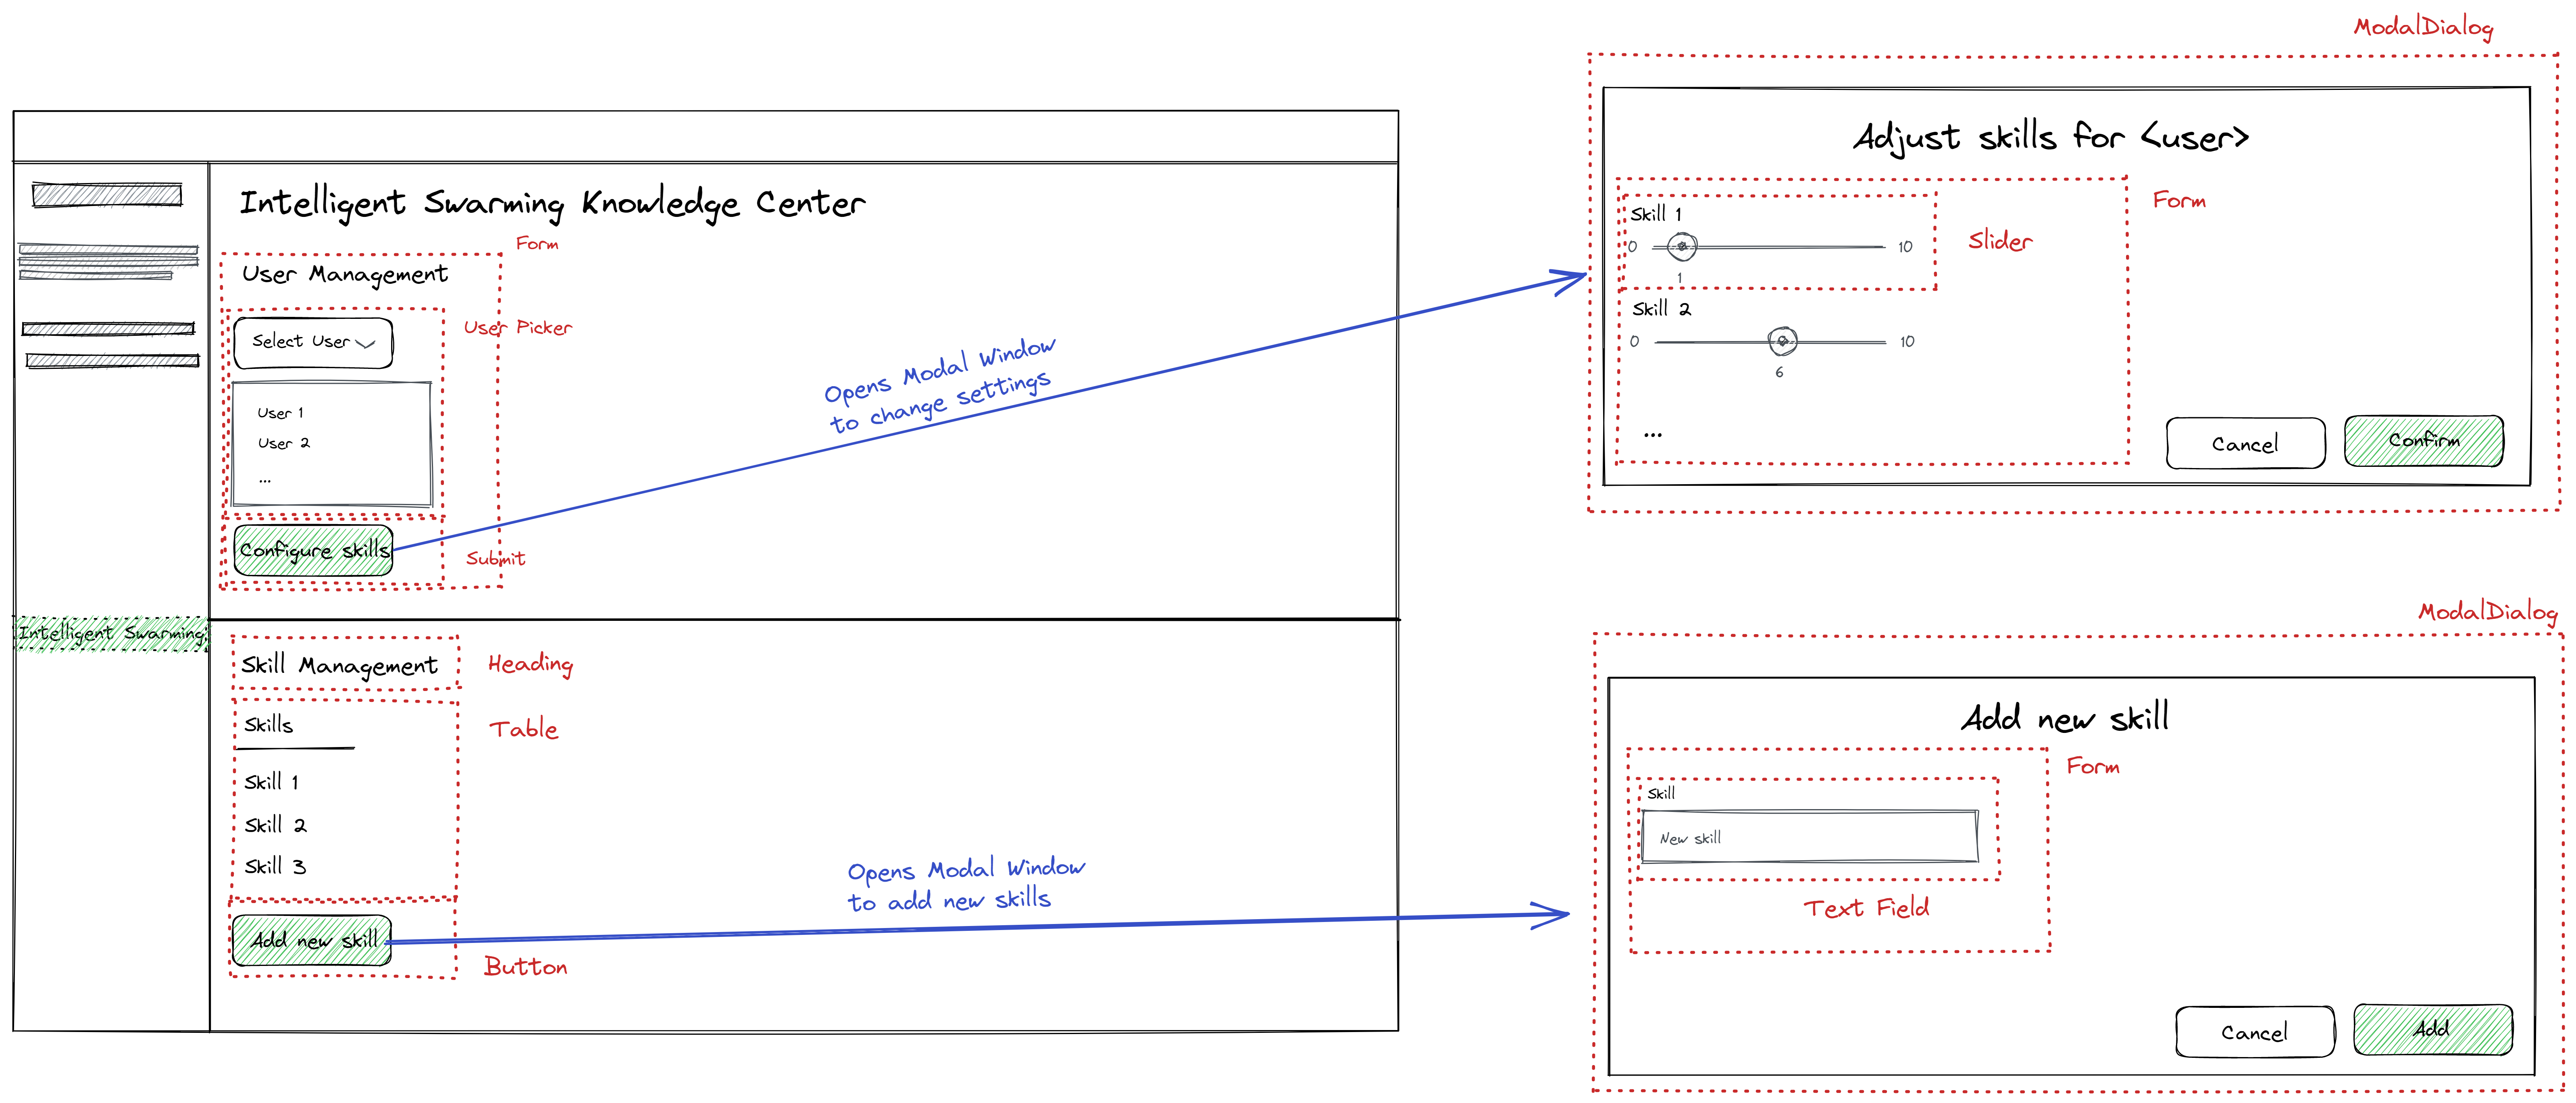 Intelligent Swarming Knowledge Center
Form
User Management
User Picker
Select User
User 1
User 2
...
Configure skills
Submit
Opens Modal Window
to change settings
Intelligent Swarming
Skill Management
Heading
Skills
Table
Skill 1
Skill 2
Skill 3
Add new skill
Button
Opens Modal Window
to add new skills
ModalDialog
Adjust skills for <user>
Form
Skill 1
Slider
0 10
1
Skill 2
0 10
6
...
Cancel
Confirm
ModalDialog
Add new skill
Form
Skill
New skill
Text Field
Cancel
Add